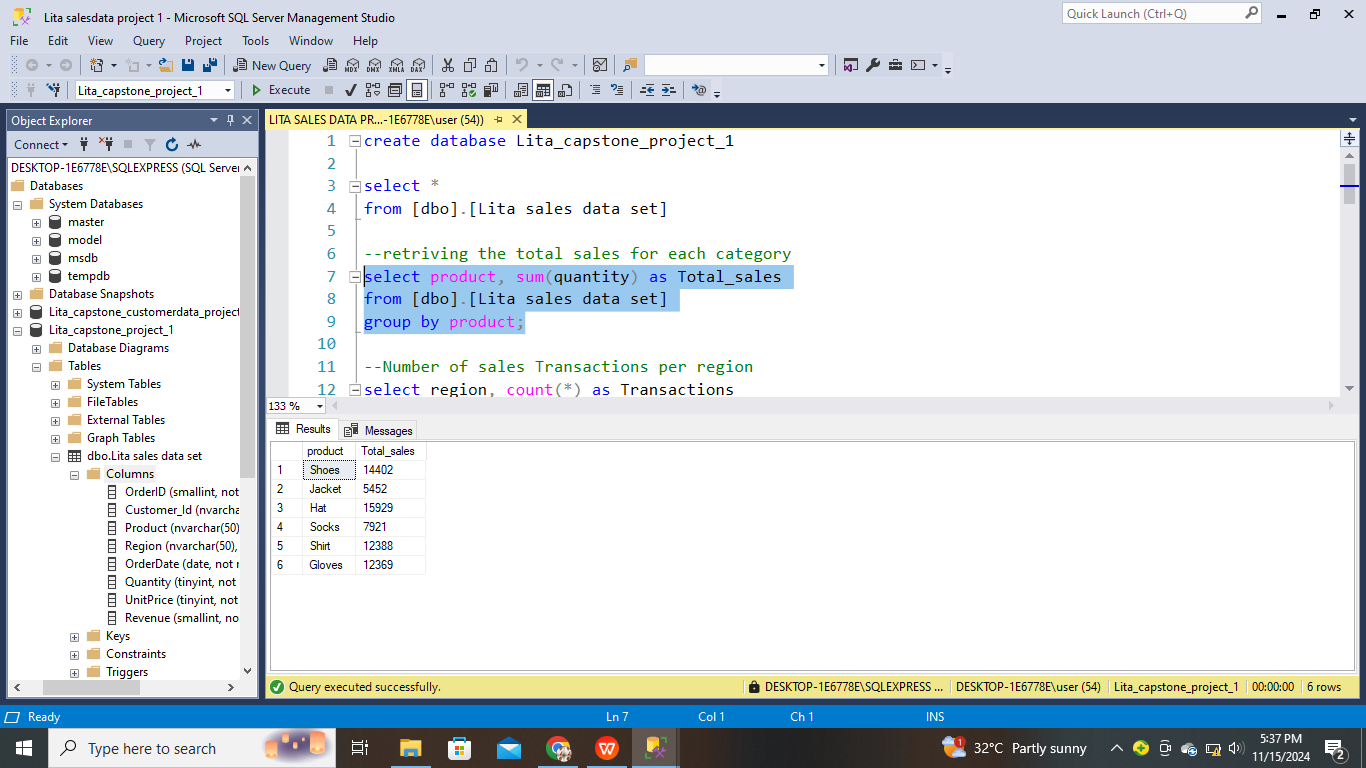 Lita salesdata project 1 - Microsoft SQL Server Management Studio
Quick Launch (Ctrl+Q)
File Edit View Query Project Tools Window Help
New Query MDX DMX XMLA DAX
Lita_capstone_project_1 Execute
Object Explorer
Connect
DESKTOP-1E6778E\SQLEXPRESS (SQL Server
Databases
System Databases
master
model
msdb
tempdb
Database Snapshots
Lita_capstone_customerdata_project
Lita_capstone_project_1
Database Diagrams
Tables
System Tables
FileTables
External Tables
Graph Tables
dbo.Lita sales data set
Columns
OrderID (smallint, not
Customer_Id (nvarcha
Product (nvarchar(50)
Region (nvarchar(50),
OrderDate (date, not n
Quantity (tinyint, not
UnitPrice (tinyint, not
Revenue (smallint, no
Keys
Constraints
Triggers
LITA SALES DATA PR...-1E6778E\user (54))
1 create database Lita_capstone_project_1
2
3 select *
4 from [dbo].[Lita sales data set]
5
6 --retriving the total sales for each category
7 select product, sum(quantity) as Total_sales
8 from [dbo].[Lita sales data set]
9 group by product;
10
11 --Number of sales Transactions per region
12 select region, count(*) as Transactions
133 %
Results Messages
product Total_sales
1 Shoes 14402
2 Jacket 5452
3 Hat 15929
4 Socks 7921
5 Shirt 12388
6 Gloves 12369
Query executed successfully. DESKTOP-1E6778E\SQLEXPRESS ... DESKTOP-1E6778E\user (54) Lita_capstone_project_1 00:00:00 6 rows
Ready Ln 7 Col 1 Ch 1 INS
Type here to search
32°C Partly sunny
5:37 PM
11/15/2024
2